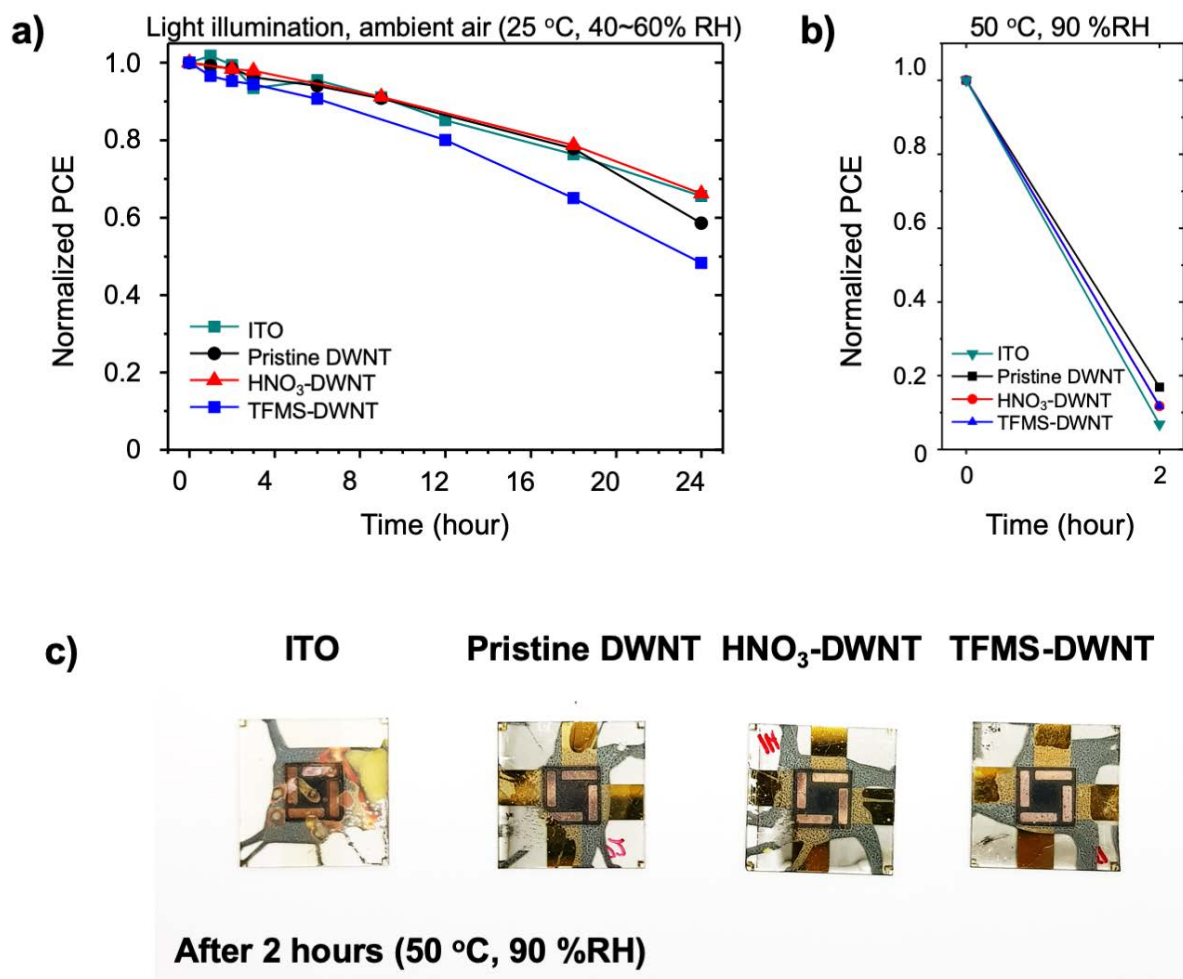 a)
Light illumination, ambient air (25 °C, 40~60% RH)
Normalized PCE
1.0
0.8
0.6
0.4
0.2
0
ITO
Pristine DWNT
HNO₃-DWNT
TFMS-DWNT
0 4 8 12 16 20 24
Time (hour)
b)
50 °C, 90 %RH
Normalized PCE
1.0
0.8
0.6
0.4
0.2
0
ITO
Pristine DWNT
HNO₃-DWNT
TFMS-DWNT
0 2
Time (hour)
c)
ITO Pristine DWNT HNO₃-DWNT TFMS-DWNT
After 2 hours (50 °C, 90 %RH)